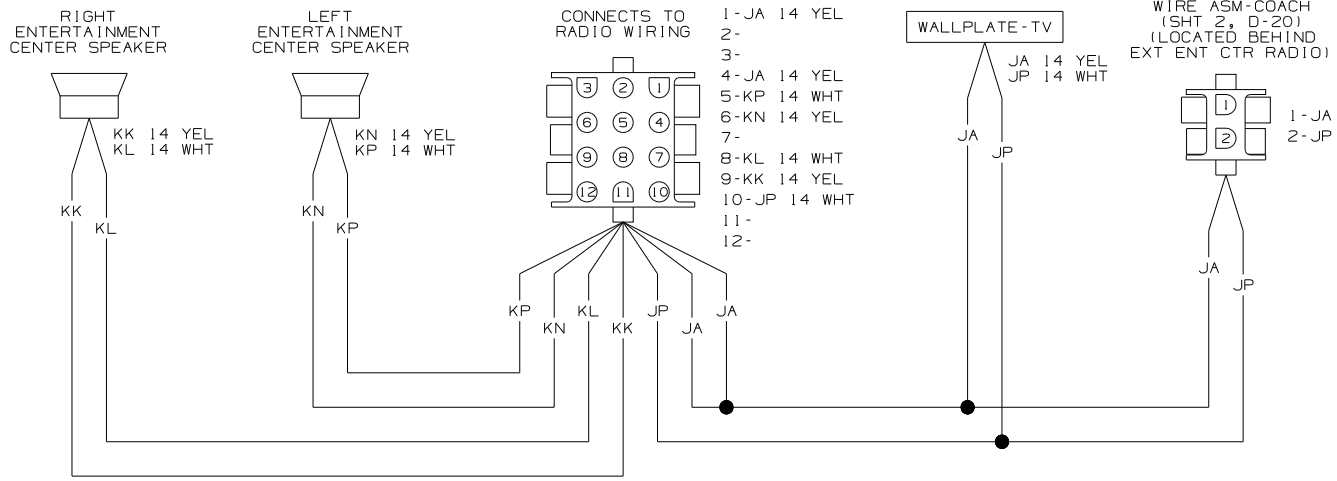 RIGHT
ENTERTAINMENT
CENTER SPEAKER
KK 14 YEL
KL 14 WHT
KK
KL
LEFT
ENTERTAINMENT
CENTER SPEAKER
KN 14 YEL
KP 14 WHT
KN
KP
CONNECTS TO
RADIO WIRING
3 2 1
6 5 4
9 8 7
12 11 10
1-JA 14 YEL
2-
3-
4-JA 14 YEL
5-KP 14 WHT
6-KN 14 YEL
7-
8-KL 14 WHT
9-KK 14 YEL
10-JP 14 WHT
11-
12-
KP
KN
KL
KK
JP
JA
JA
WALLPLATE-TV
JA 14 YEL
JP 14 WHT
JA
JP
WIRE ASM-COACH
(SHT 2, D-20)
(LOCATED BEHIND
EXT ENT CTR RADIO)
1
2
1-JA
2-JP
JA
JP